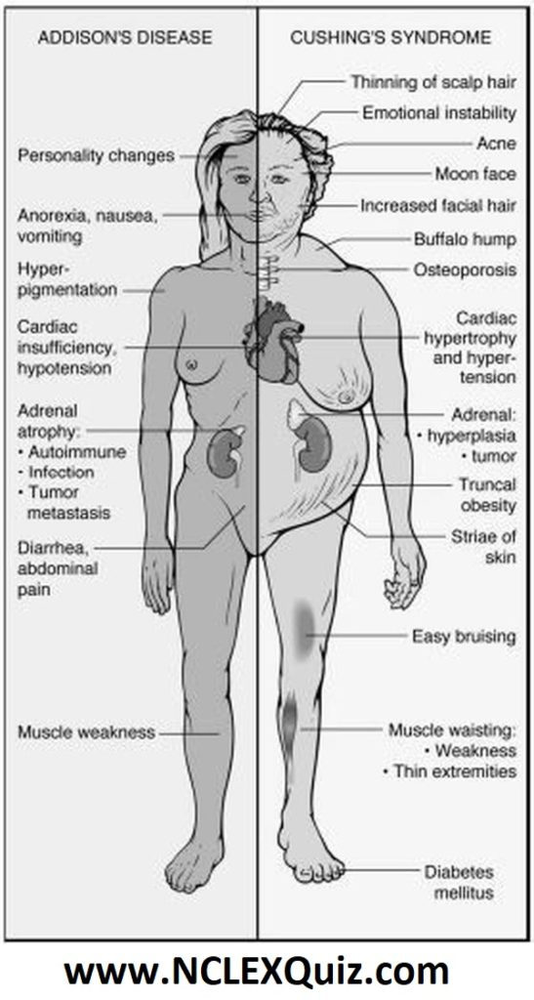 ADDISON'S DISEASE
Personality changes
Anorexia, nausea,
vomiting
Hyper-
pigmentation
Cardiac
insufficiency,
hypotension
Adrenal
atrophy:
• Autoimmune
• Infection
• Tumor
metastasis
Diarrhea,
abdominal
pain
Muscle weakness
CUSHING'S SYNDROME
Thinning of scalp hair
Emotional instability
Acne
Moon face
Increased facial hair
Buffalo hump
Osteoporosis
Cardiac
hypertrophy
and hyper-
tension
Adrenal:
• hyperplasia
• tumor
Truncal
obesity
Striae of
skin
Easy bruising
Muscle waisting:
• Weakness
• Thin extremities
Diabetes
mellitus
www.NCLEXQuiz.com